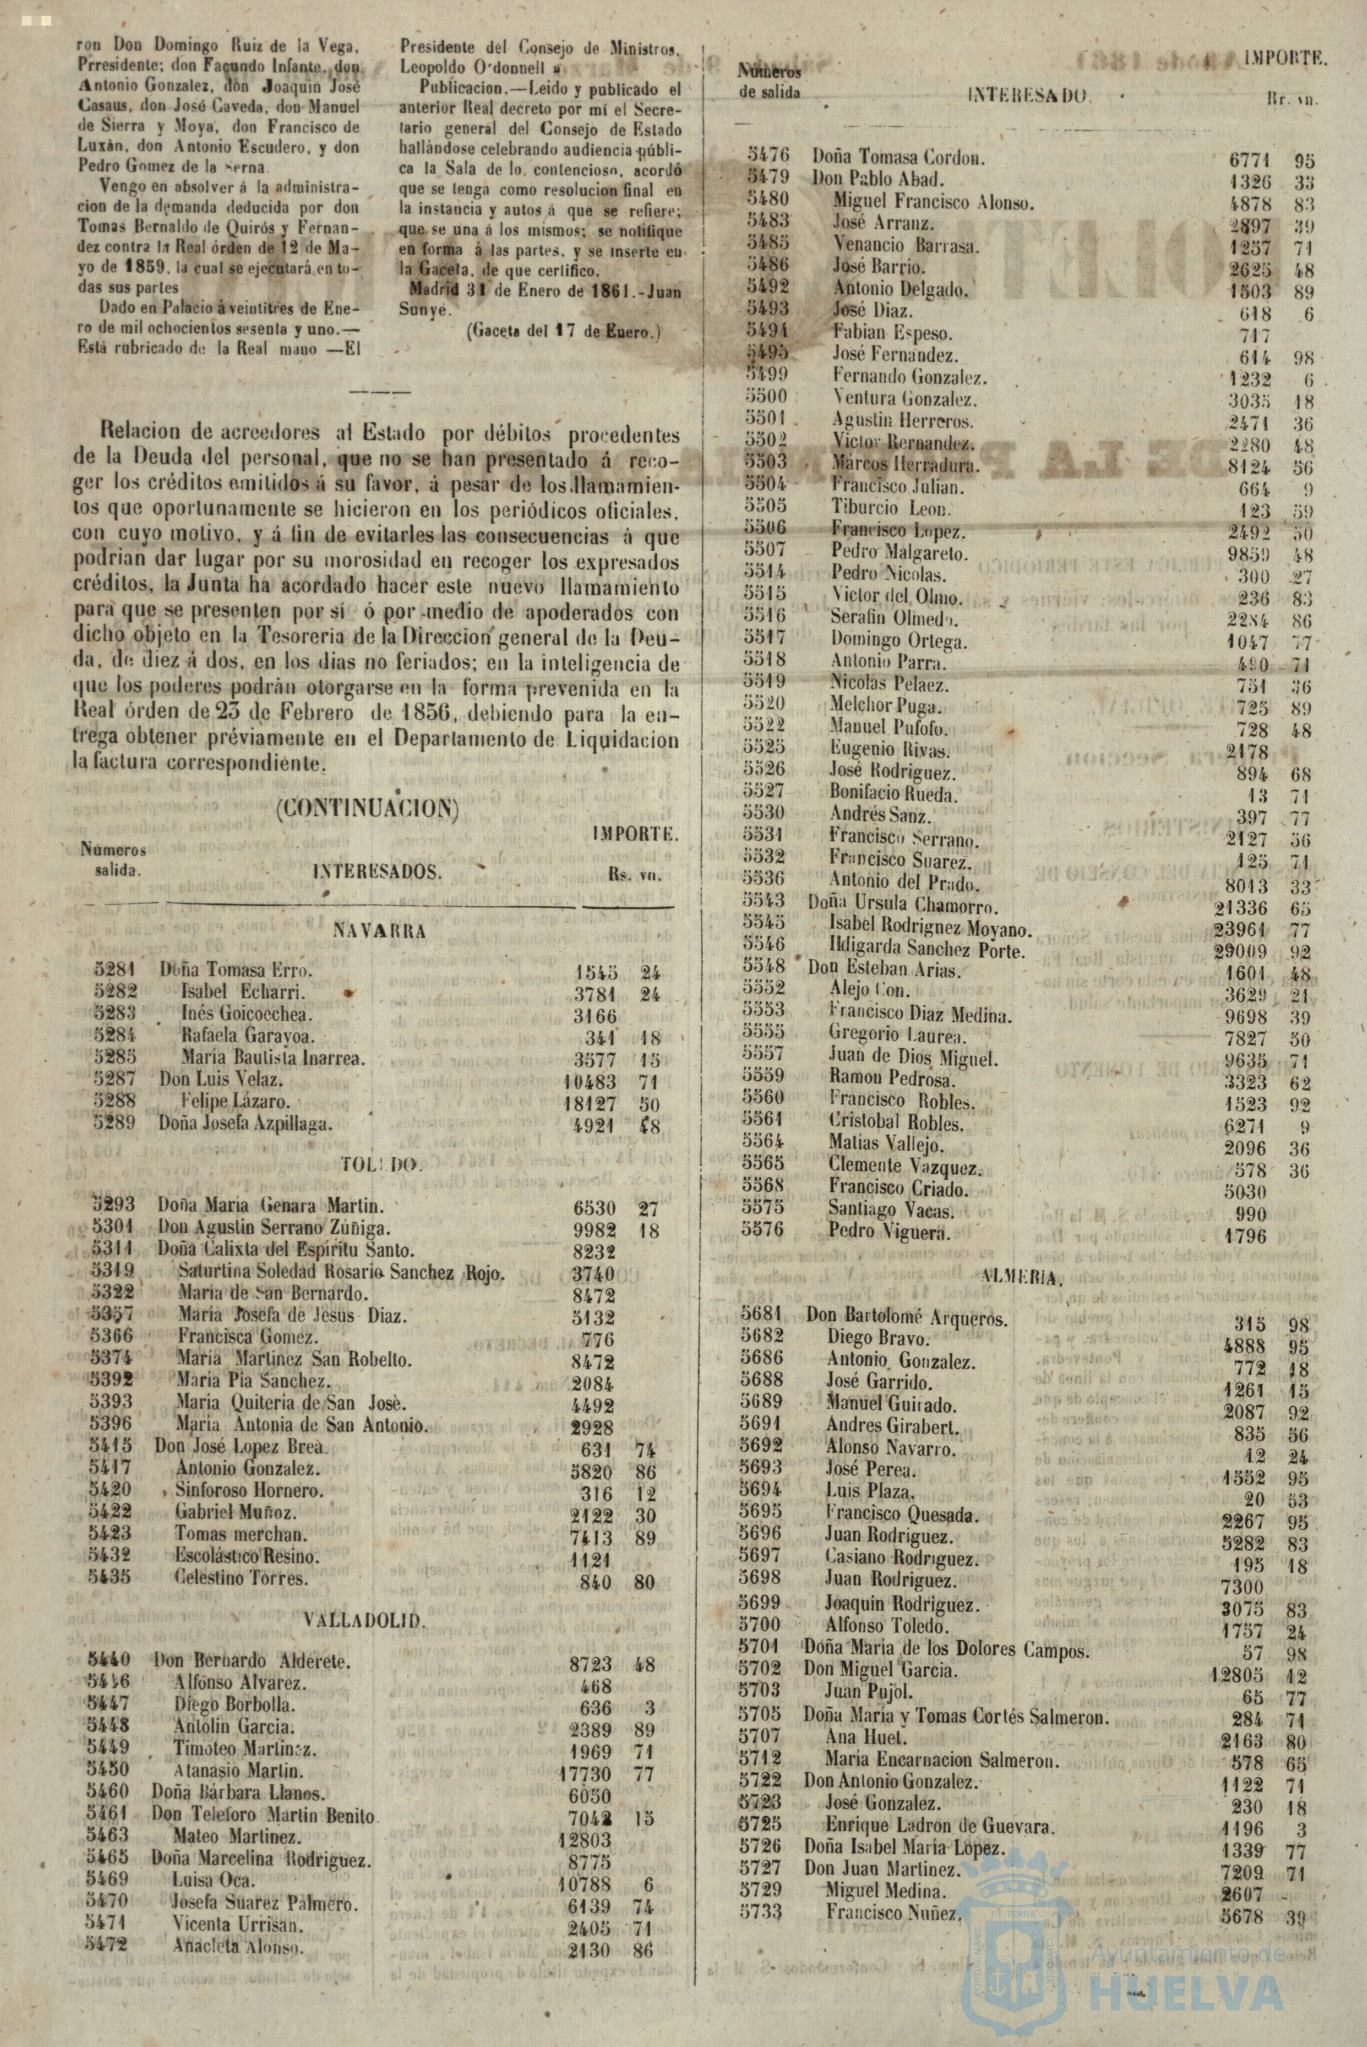 ron Don Domingo Ruiz de la Vega,
Prresidente; don Facundo Infante, don
Antonio Gonzalez, dón Joaquin José
Casaus, don José Caveda, don Manuel
de Sierra y Moya, don Francisco de
Luxàn, don Antonio Escudero, y don
Pedro Gomez de la Serna
Vengo en absolver á la administra-
cion de la demanda deducida por don
Tomas Bernaldo de Quirós y Fernan-
dez contra la Real órden de 12 de Ma-
yo de 1859, la cual se ejecutará en to-
das sus partes
Dado en Palacio á veintitres de Ene-
ro de mil ochocientos sesenta y uno.—
Está rubricado de la Real mano —El
Presidente del Consejo de Ministros,
Leopoldo O'donnell »
Publicacion.—Leido y publicado el
anterior Real decreto por mí el Secre-
tario general del Consejo de Estado
hallándose celebrando audiencia públi-
ca la Sala de lo contencioso, acordó
que se tenga como resolucion final en
la instancia y autos á que se refiere;
que se una á los mismos; se notifique
en forma á las partes, y se inserte en
la Gaceta, de que certifico.
Madrid 31 de Enero de 1861.-Juan
Sunye.
(Gaceta del 17 de Enero.)
Relacion de acreedores al Estado por débitos procedentes
de la Deuda del personal, que no se han presentado á reco-
ger los créditos emitidos á su favor, á pesar de los llamamien-
tos que oportunamente se hicieron en los periódicos oficiales,
con cuyo motivo, y á fin de evitarles las consecuencias á que
podrian dar lugar por su morosidad en recoger los expresados
créditos, la Junta ha acordado hacer este nuevo llamamiento
para que se presenten por sí ó por medio de apoderados con
dicho objeto en la Tesoreria de la Direccion general de la Deu-
da, de diez á dos, en los dias no feriados; en la inteligencia de
que los poderes podrán otorgarse en la forma prevenida en la
Real órden de 23 de Febrero de 1856, debiendo para la en-
trega obtener préviamente en el Departamento de Liquidacion
la factura correspondiente.
(CONTINUACION)
IMPORTE.
Números
salida. INTERESADOS. Rs. vn.
NAVARRA
5281 Doña Tomasa Erro. 1545 24
5282 Isabel Echarri. 3781 24
5283 Inés Goicoechea. 3166
5284 Rafaela Garayoa. 341 18
5285 María Bautista Inarrea. 3577 15
5287 Don Luis Velaz. 10483 71
5288 Felipe Lázaro. 18127 50
5289 Doña Josefa Azpillaga. 4921 48
TOLEDO.
5293 Doña María Genara Martin. 6530 27
5301 Don Agustin Serrano Zúñiga. 9982 18
5311 Doña Calixta del Espíritu Santo. 8232
5319 Saturtina Soledad Rosario Sanchez Rojo. 3740
5322 María de San Bernardo. 8472
5357 María Josefa de Jesus Diaz. 5132
5366 Francisca Gomez. 776
5374 María Martinez San Robelto. 8472
5392 Maria Pia Sanchez. 2084
5393 Maria Quiteria de San Josè. 4492
5396 Maria Antonia de San Antonio. 2928
5415 Don José Lopez Brea. 631 74
5417 Antonio Gonzalez. 5820 86
5420 Sinforoso Hornero. 316 12
5422 Gabriel Muñoz. 2122 30
5423 Tomas merchan. 7413 89
5432 Escolástico Resino. 1121
5435 Celestino Torres. 840 80
VALLADOLID.
5440 Don Bernardo Alderete. 8723 48
5446 Alfonso Alvarez. 468
5447 Diego Borbolla. 636 3
5448 Antolin Garcia. 2389 89
5449 Timoteo Martinez. 1969 71
5450 Atanasio Martin. 17730 77
5460 Doña Bárbara Llanos. 6050
5461 Don Teleforo Martin Benito 7042 15
5463 Mateo Martinez. 12803
5465 Doña Marcelina Rodriguez. 8775
5469 Luisa Oca. 10788 6
5470 Josefa Suarez Palmero. 6139 74
5471 Vicenta Urrisan. 2405 71
5472 Anacleta Alonso. 2130 86
IMPORTE.
Números
de salida INTERESADO. Rr. vn.
5476 Doña Tomasa Cordon. 6771 95
5479 Don Pablo Abad. 1326 33
5480 Miguel Francisco Alonso. 4878 83
5483 José Arranz. 2897 39
5485 Venancio Barrasa. 1257 71
5486 José Barrio. 2625 48
5492 Antonio Delgado. 1503 89
5493 José Diaz. 618 6
5494 Fabian Espeso. 717
5495 José Fernandez. 614 98
5499 Fernando Gonzalez. 1232 6
5500 Ventura Gonzalez. 3035 18
5501 Agustin Herreros. 2471 36
5502 Victor Hernandez. 2280 48
5503 Márcos Herradura. 8124 56
5504 Francisco Julian. 664 9
5505 Tiburcio Leon. 123 59
5506 Francisco Lopez. 2492 50
5507 Pedro Malgareto. 9859 48
5514 Pedro Nicolas. 300 27
5515 Victor del Olmo. 236 83
5516 Serafin Olmedo. 2284 86
5517 Domingo Ortega. 1047 77
5518 Antonio Parra. 490 71
5519 Nicolás Pelaez. 751 36
5520 Melchor Puga. 725 89
5522 Manuel Pufofo. 728 48
5525 Eugenio Rivas. 2178
5526 José Rodriguez. 894 68
5527 Bonifacio Rueda. 13 71
5530 Andrés Sanz. 397 77
5531 Francisco Serrano. 2127 56
5532 Francisco Suarez. 125 71
5536 Antonio del Prado. 8013 33
5543 Doña Ursula Chamorro. 21336 65
5545 Isabel Rodrignez Moyano. 23961 77
5546 Ildigarda Sanchez Porte. 29009 92
5548 Don Esteban Arias. 1601 48
5552 Alejo Con. 3629 21
5553 Francisco Diaz Medina. 9698 39
5555 Gregorio Laurea. 7827 50
5557 Juan de Dios Miguel. 9635 71
5559 Ramon Pedrosa. 3323 62
5560 Francisco Robles. 1523 92
5561 Cristobal Robles. 6271 9
5564 Matias Vallejo. 2096 36
5565 Clemente Vazquez. 578 36
5568 Francisco Criado. 5030
5575 Santiago Vacas. 990
5576 Pedro Viguera. 1796
ALMERIA.
5681 Don Bartolomé Arqueros. 315 98
5682 Diego Bravo. 4888 95
5686 Antonio Gonzalez. 772 18
5688 José Garrido. 1261 15
5689 Manuel Guirado. 2087 92
5691 Andres Girabert. 835 56
5692 Alonso Navarro. 12 24
5693 José Perea. 1552 95
5694 Luis Plaza. 20 53
5695 Francisco Quesada. 2267 95
5696 Juan Rodriguez. 5282 83
5697 Casiano Rodriguez. 195 18
5698 Juan Rodriguez. 7300
5699 Joaquin Rodriguez. 3075 83
5700 Alfonso Toledo. 1757 24
5701 Doña Maria de los Dolores Campos. 57 98
5702 Don Miguel Garcia. 12805 12
5703 Juan Pujol. 65 77
5705 Doña Maria y Tomas Cortés Salmeron. 284 71
5707 Ana Huet. 2163 80
5712 Maria Encarnacion Salmeron. 578 65
5722 Don Antonio Gonzalez. 1122 71
5723 José Gonzalez. 230 18
5725 Enrique Ladron de Guevara. 1196 3
5726 Doña Isabel María Lopez. 1339 77
5727 Don Juan Martinez. 7209 71
5729 Miguel Medina. 2607
5733 Francisco Nuñez. 5678 39
Ayuntamiento de
HUELVA